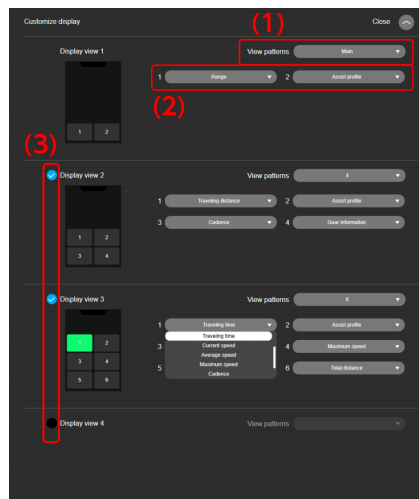 Customize display Close
(1)
Display view 1 View patterns Main
1 Range 2 Assist profile
(2)
1 2
(3)
Display view 2 View patterns 4
1 Traveling distance 2 Assist profile
3 Cadence 4 Gear information
1 2
3 4
Display view 3 View patterns 6
1 Traveling time 2 Assist profile
Traveling time
3 Current speed 4 Maximum speed
Average speed
Maximum speed
5 Cadence 6 Total distance
1 2
3 4
5 6
Display view 4 View patterns